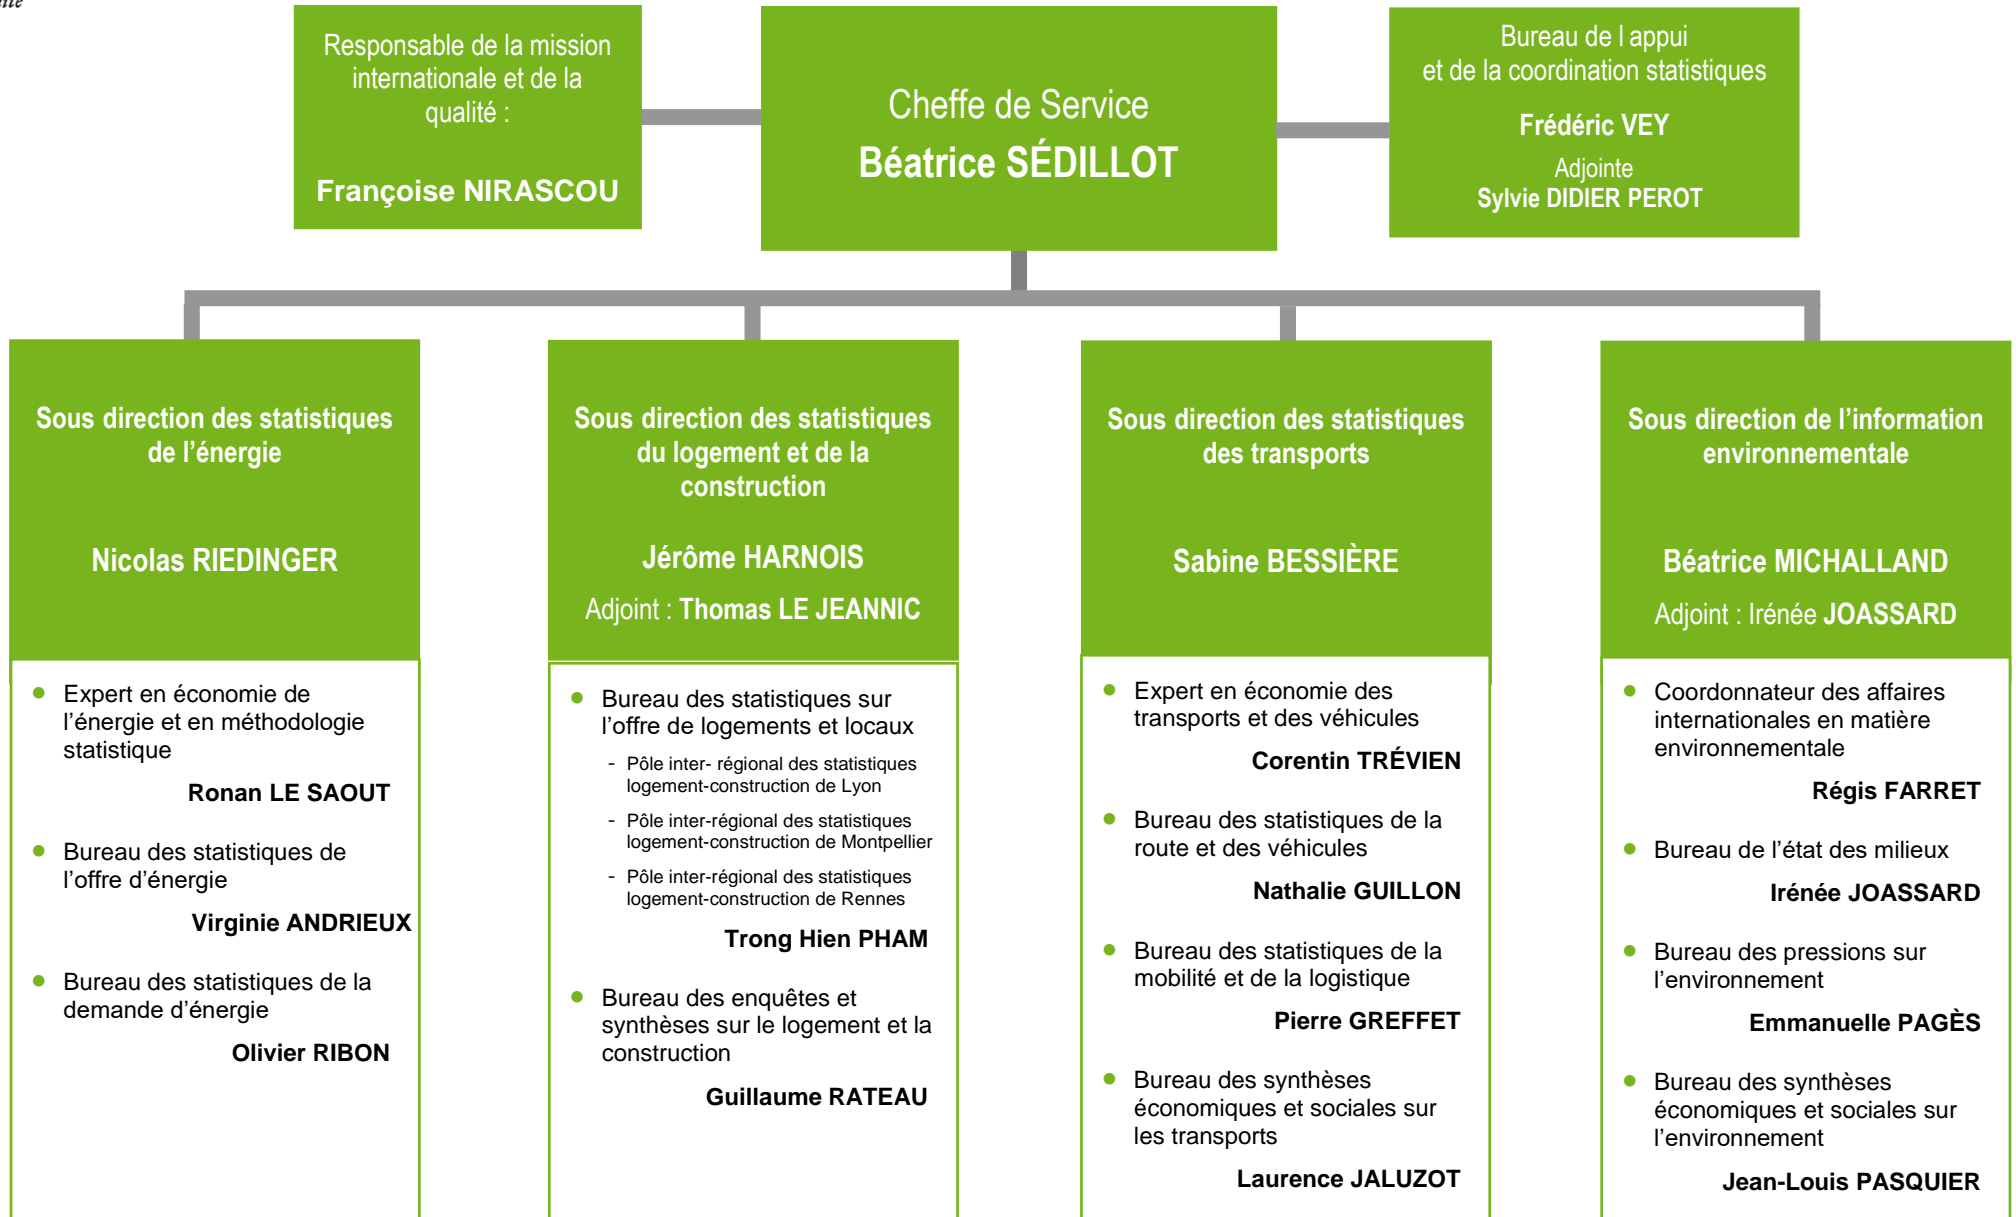 Responsable de la mission
internationale et de la
qualité :
Françoise NIRASCOU
Cheffe de Service
Béatrice SÉDILLOT
Bureau de l appui
et de la coordination statistiques
Frédéric VEY
Adjointe
Sylvie DIDIER PEROT
Sous direction des statistiques
de l’énergie
Nicolas RIEDINGER
• Expert en économie de
l’énergie et en méthodologie
statistique
Ronan LE SAOUT
• Bureau des statistiques de
l’offre d’énergie
Virginie ANDRIEUX
• Bureau des statistiques de la
demande d’énergie
Olivier RIBON
Sous direction des statistiques
du logement et de la
construction
Jérôme HARNOIS
Adjoint : Thomas LE JEANNIC
• Bureau des statistiques sur
l’offre de logements et locaux
- Pôle inter- régional des statistiques
logement-construction de Lyon
- Pôle inter-régional des statistiques
logement-construction de Montpellier
- Pôle inter-régional des statistiques
logement-construction de Rennes
Trong Hien PHAM
• Bureau des enquêtes et
synthèses sur le logement et la
construction
Guillaume RATEAU
Sous direction des statistiques
des transports
Sabine BESSIÈRE
• Expert en économie des
transports et des véhicules
Corentin TRÉVIEN
• Bureau des statistiques de la
route et des véhicules
Nathalie GUILLON
• Bureau des statistiques de la
mobilité et de la logistique
Pierre GREFFET
• Bureau des synthèses
économiques et sociales sur
les transports
Laurence JALUZOT
Sous direction de l’information
environnementale
Béatrice MICHALLAND
Adjoint : Irénée JOASSARD
• Coordonnateur des affaires
internationales en matière
environnementale
Régis FARRET
• Bureau de l’état des milieux
Irénée JOASSARD
• Bureau des pressions sur
l’environnement
Emmanuelle PAGÈS
• Bureau des synthèses
économiques et sociales sur
l’environnement
Jean-Louis PASQUIER